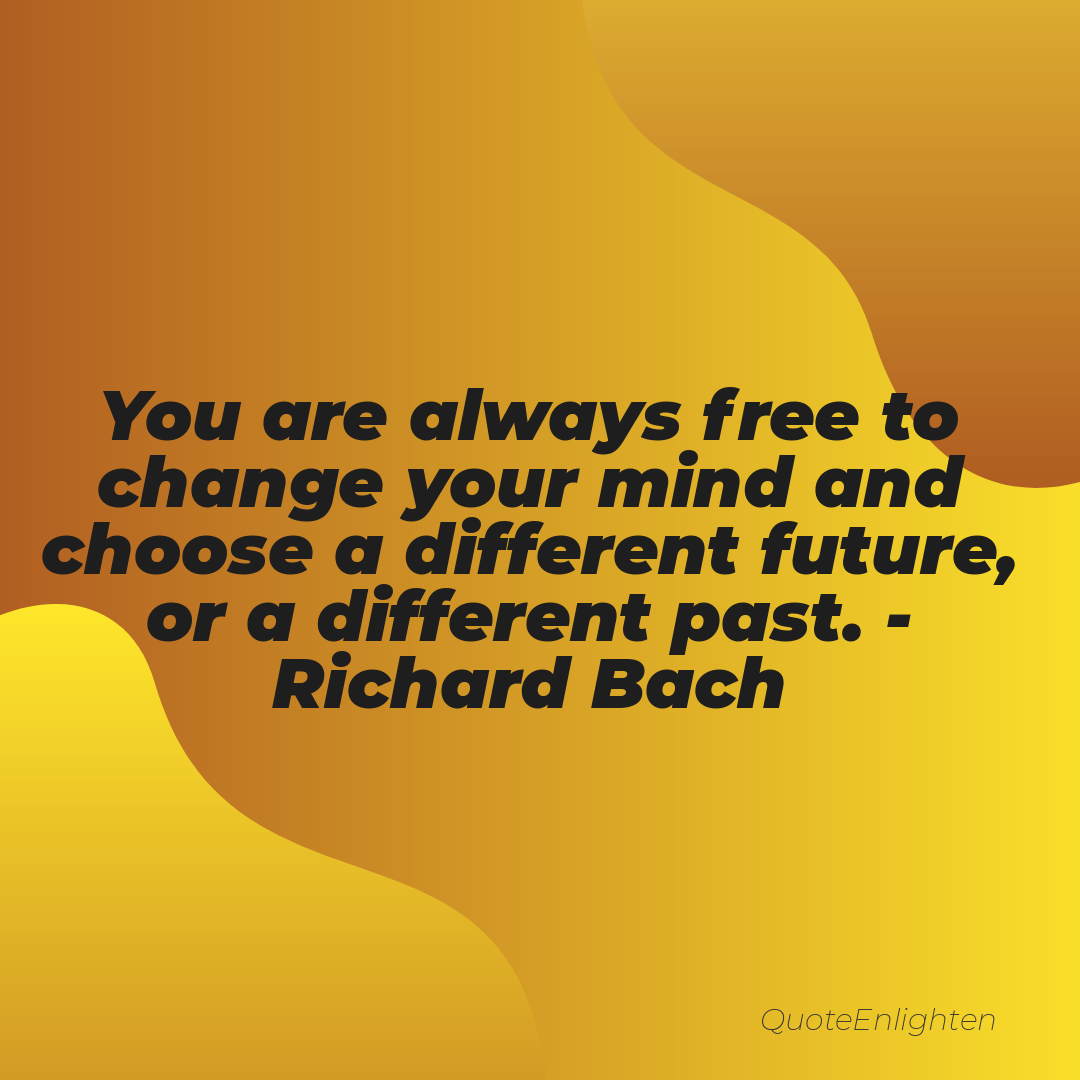 You are always free to
change your mind and
choose a different future,
or a different past. -
Richard Bach
QuoteEnlighten